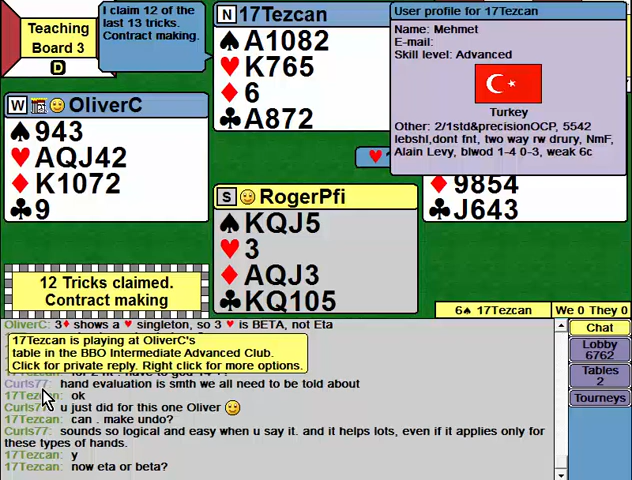 Teaching
Board 3
D
I claim 12 of the
last 13 tricks.
Contract making.
N 17Tezcan
♠A1082
♥K765
♦6
♣A872
User profile for 17Tezcan
Name: Mehmet
E-mail:
Skill level: Advanced
Turkey
Other: 2/1std&precisionOCP, 5542
lebshl,dont fnt, two way rw drury, NmF,
Alain Levy, blwod 1-4 0-3, weak 6c
W OliverC
♠943
♥AQJ42
♦K1072
♣9
♦9854
♣J643
S RogerPfi
♠KQJ5
♥3
♦AQJ3
♣KQ105
12 Tricks claimed.
Contract making
6♠ 17Tezcan We 0 They 0
OliverC: 3♦ shows a ♥ singleton, so 3 ♥ is BETA, not Eta
17Tezcan is playing at OliverC's
table in the BBO Intermediate Advanced Club.
Click for private reply. Right click for more options.
Curls77: hand evaluation is smth we all need to be told about
17Tezcan: ok
Curls77: u just did for this one Oliver
17Tezcan: can . make undo?
Curls77: sounds so logical and easy when u say it. and it helps lots, even if it applies only for
these types of hands.
17Tezcan: y
17Tezcan: now eta or beta?
Chat
Lobby
6762
Tables
2
Tourneys